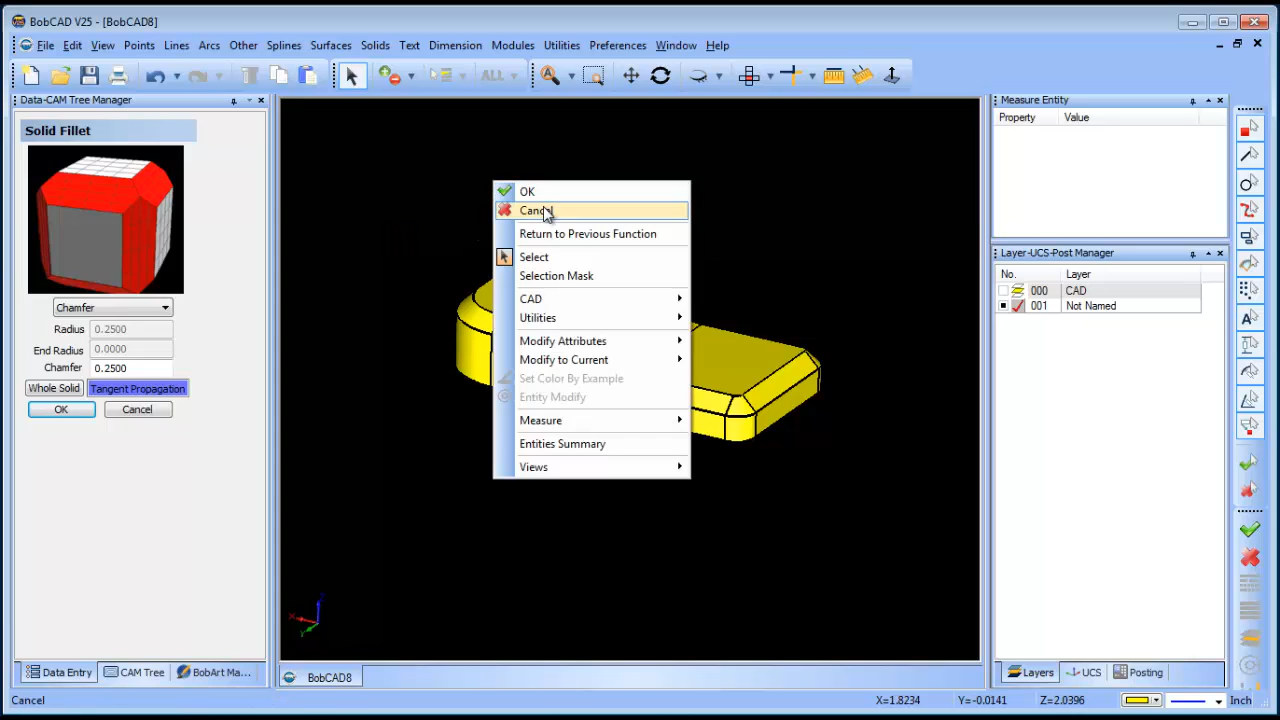 BobCAD V25 - [BobCAD8]
File Edit View Points Lines Arcs Other Splines Surfaces Solids Text Dimension Modules Utilities Preferences Window Help
ALL
Data-CAM Tree Manager
Solid Fillet
Chamfer
Radius 0.2500
End Radius 0.0000
Chamfer 0.2500
Whole Solid Tangent Propagation
OK Cancel
OK
Cancel
Return to Previous Function
Select
Selection Mask
CAD
Utilities
Modify Attributes
Modify to Current
Set Color By Example
Entity Modify
Measure
Entities Summary
Views
X
Y
Z
Measure Entity
Property Value
Layer-UCS-Post Manager
No. Layer
000 CAD
001 Not Named
Data Entry CAM Tree BobArt Ma...
BobCAD8
Layers UCS Posting
Cancel X=1.8234 Y=-0.0141 Z=2.0396 Inch